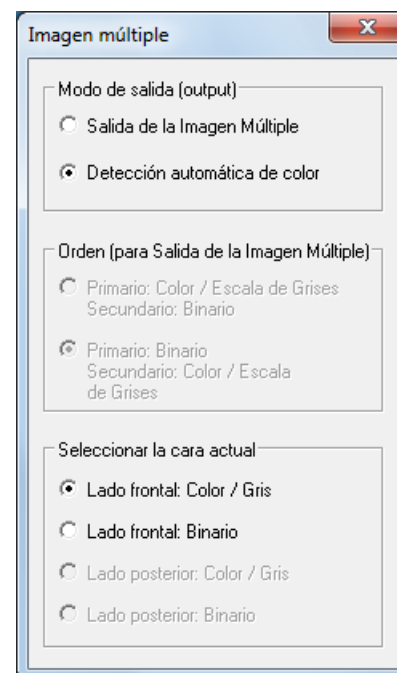 Imagen múltiple
Modo de salida (output)
Salida de la Imagen Múltiple
Detección automática de color
Orden (para Salida de la Imagen Múltiple)
Primario: Color / Escala de Grises
Secundario: Binario
Primario: Binario
Secundario: Color / Escala
de Grises
Seleccionar la cara actual
Lado frontal: Color / Gris
Lado frontal: Binario
Lado posterior: Color / Gris
Lado posterior: Binario